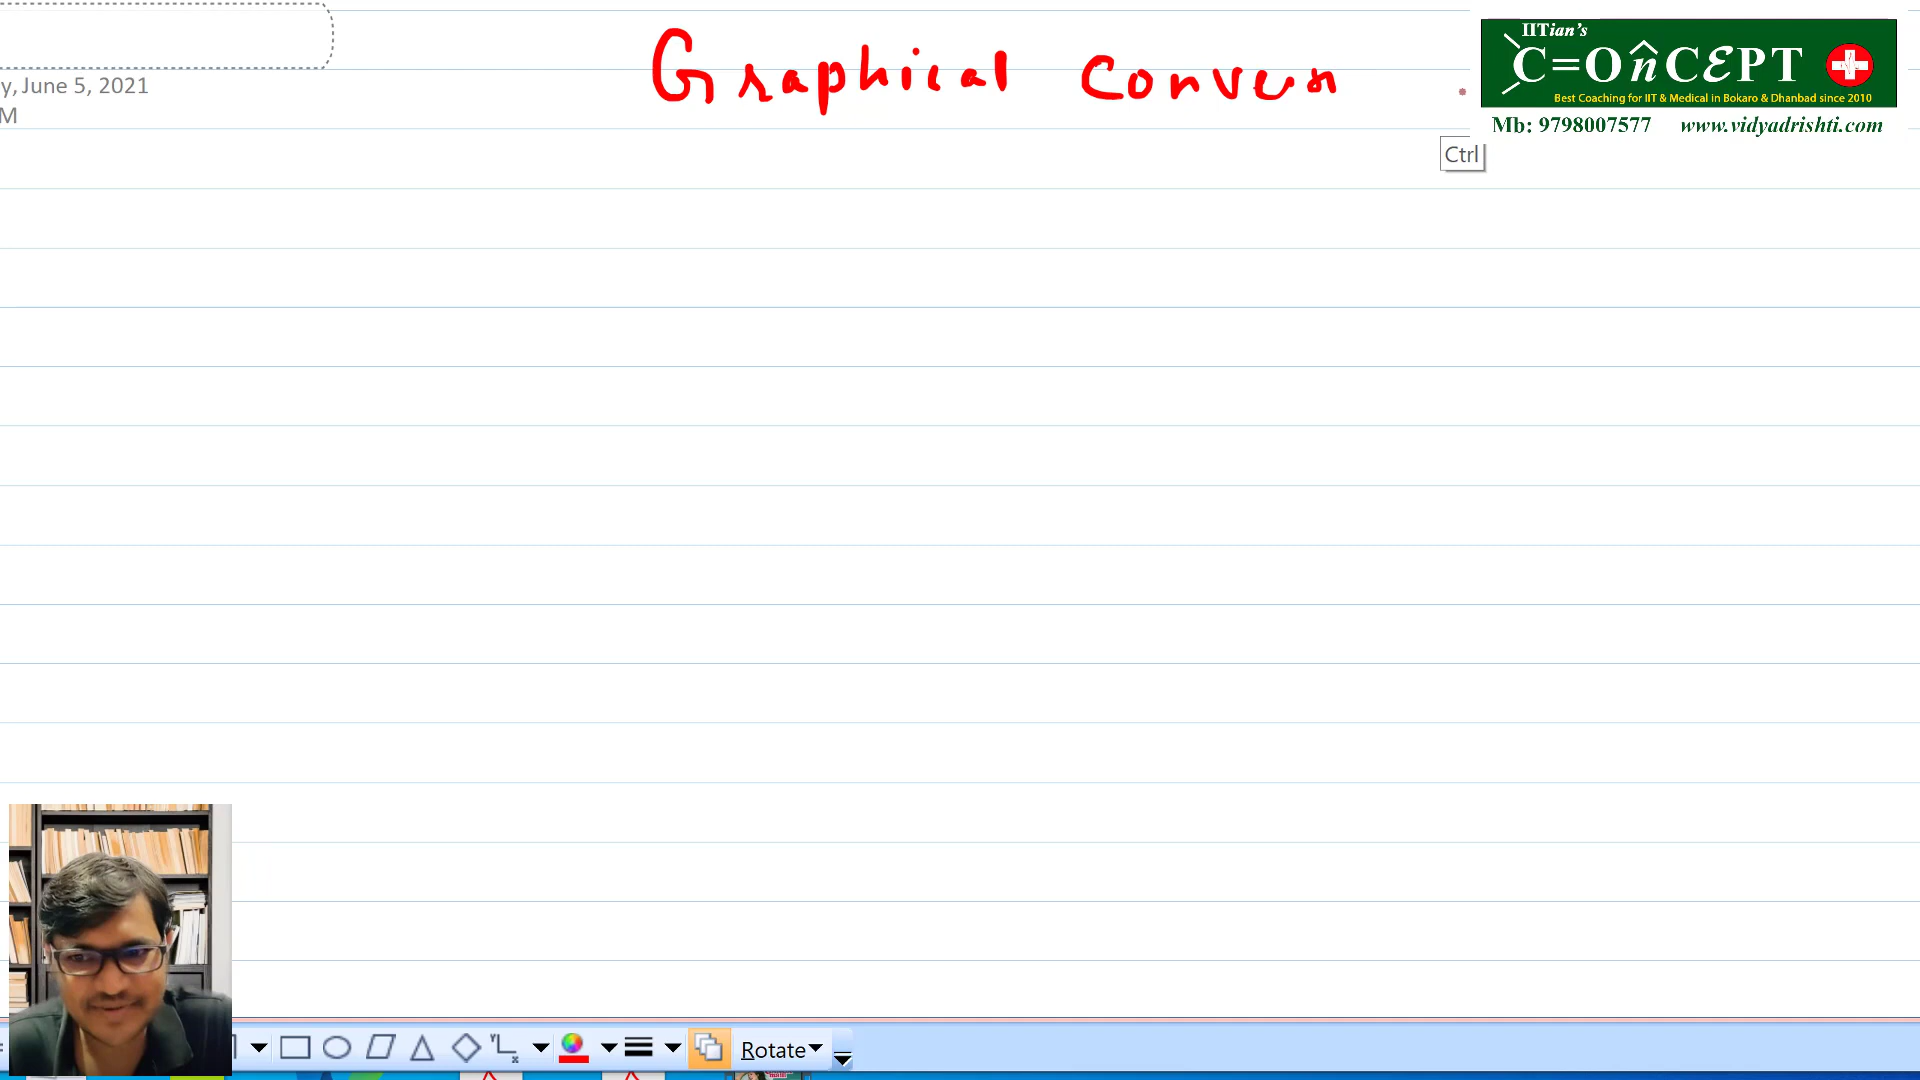 Graphical conver
y, June 5, 2021
M
IITian's
C=OnCEPT
Best Coaching for IIT & Medical in Bokaro & Dhanbad since 2010
Mb: 9798007577 www.vidyadrishti.com
Ctrl
Rotate